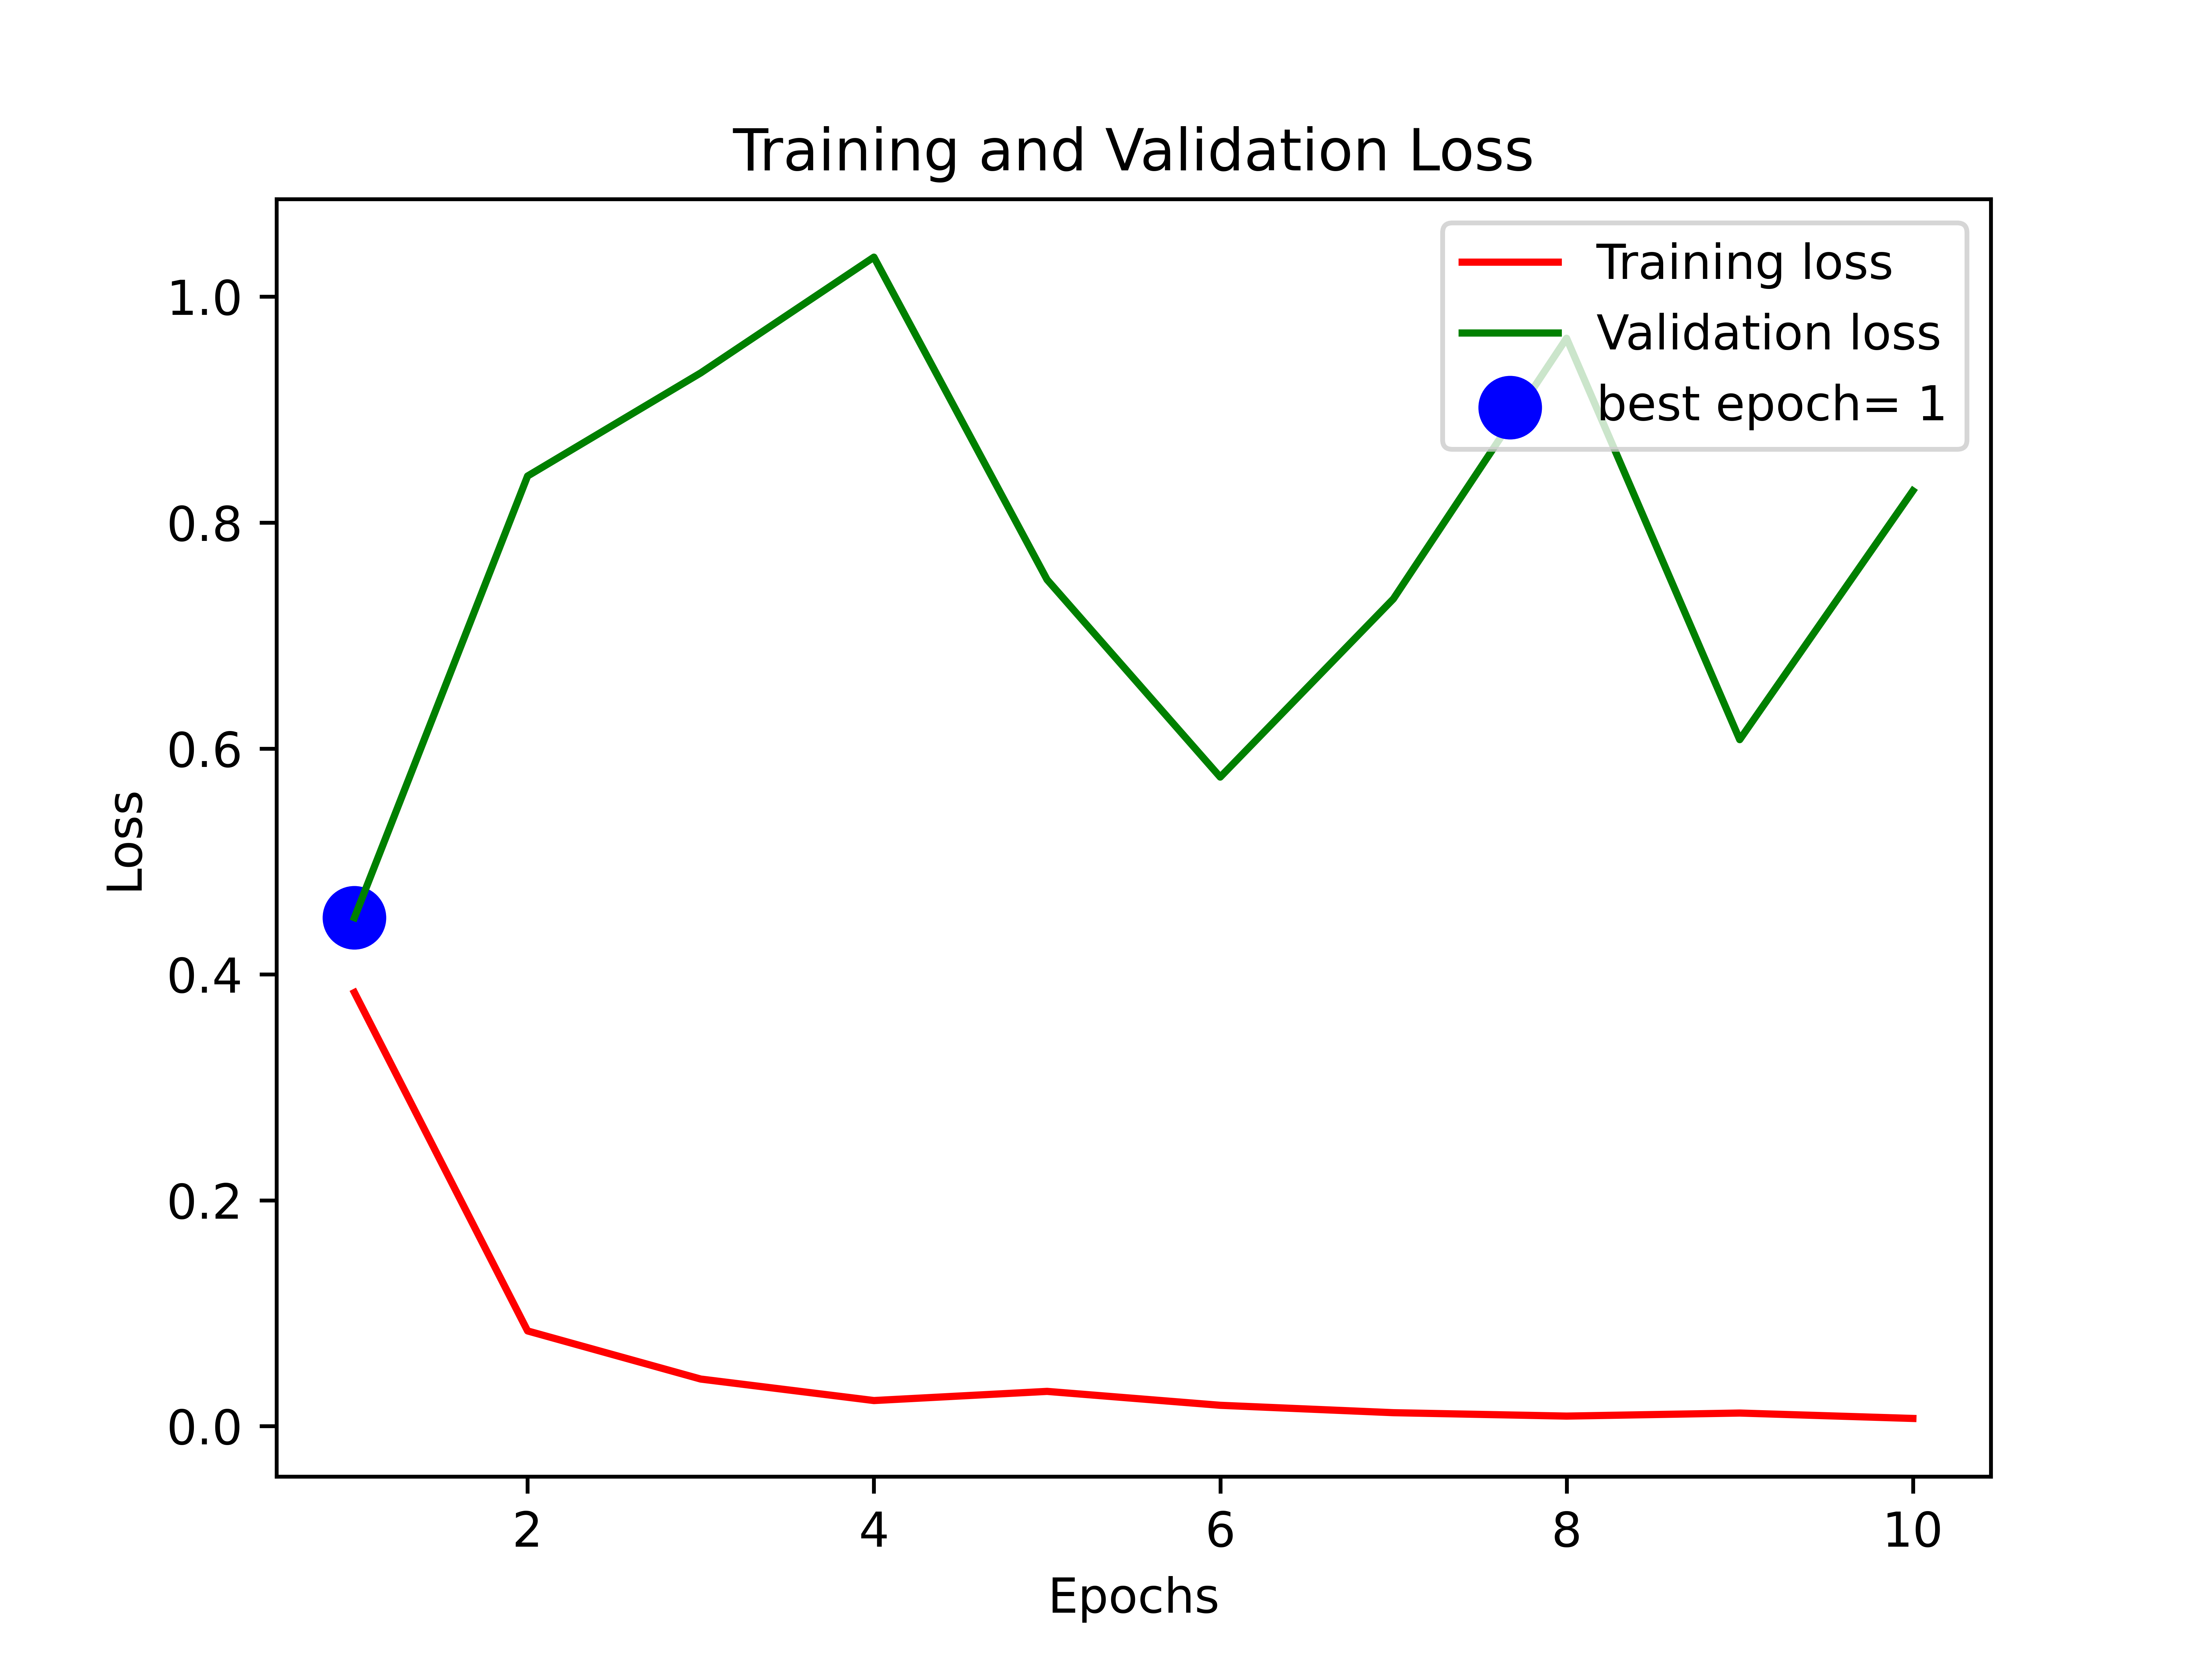 Training and Validation Loss
Training loss
Validation loss
best epoch= 1
1.0
0.8
0.6
0.4
0.2
0.0
Loss
2 4 6 8 10
Epochs